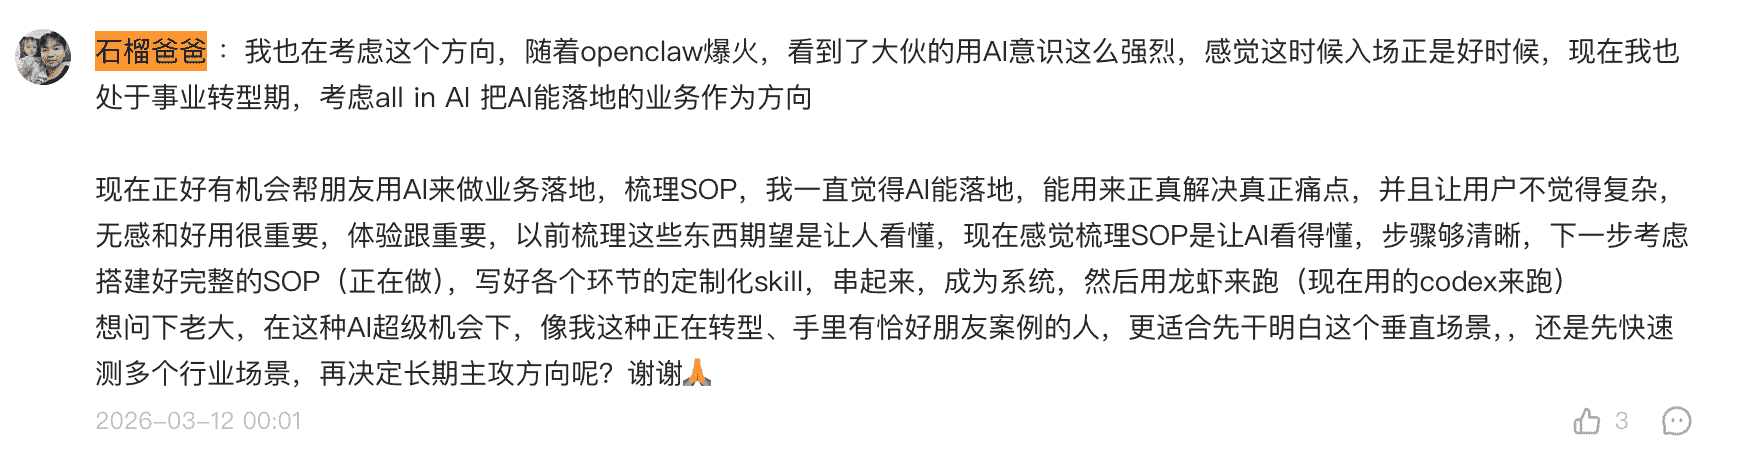 石榴爸爸：我也在考虑这个方向，随着openclaw爆火，看到了大伙的用AI意识这么强烈，感觉这时候入场正是好时候，现在我也
处于事业转型期，考虑all in AI 把AI能落地的业务作为方向
现在正好有机会帮朋友用AI来做业务落地，梳理SOP，我一直觉得AI能落地，能用来正真解决真正痛点，并且让用户不觉得复杂，
无感和好用很重要，体验跟重要，以前梳理这些东西期望是让人看懂，现在感觉梳理SOP是让AI看得懂，步骤够清晰，下一步考虑
搭建好完整的SOP（正在做），写好各个环节的定制化skill，串起来，成为系统，然后用龙虾来跑（现在用的codex来跑）
想问下老大，在这种AI超级机会下，像我这种正在转型、手里有恰好朋友案例的人，更适合先干明白这个垂直场景，，还是先快速
测多个行业场景，再决定长期主攻方向呢？谢谢🙏
2026-03-12 00:01
3